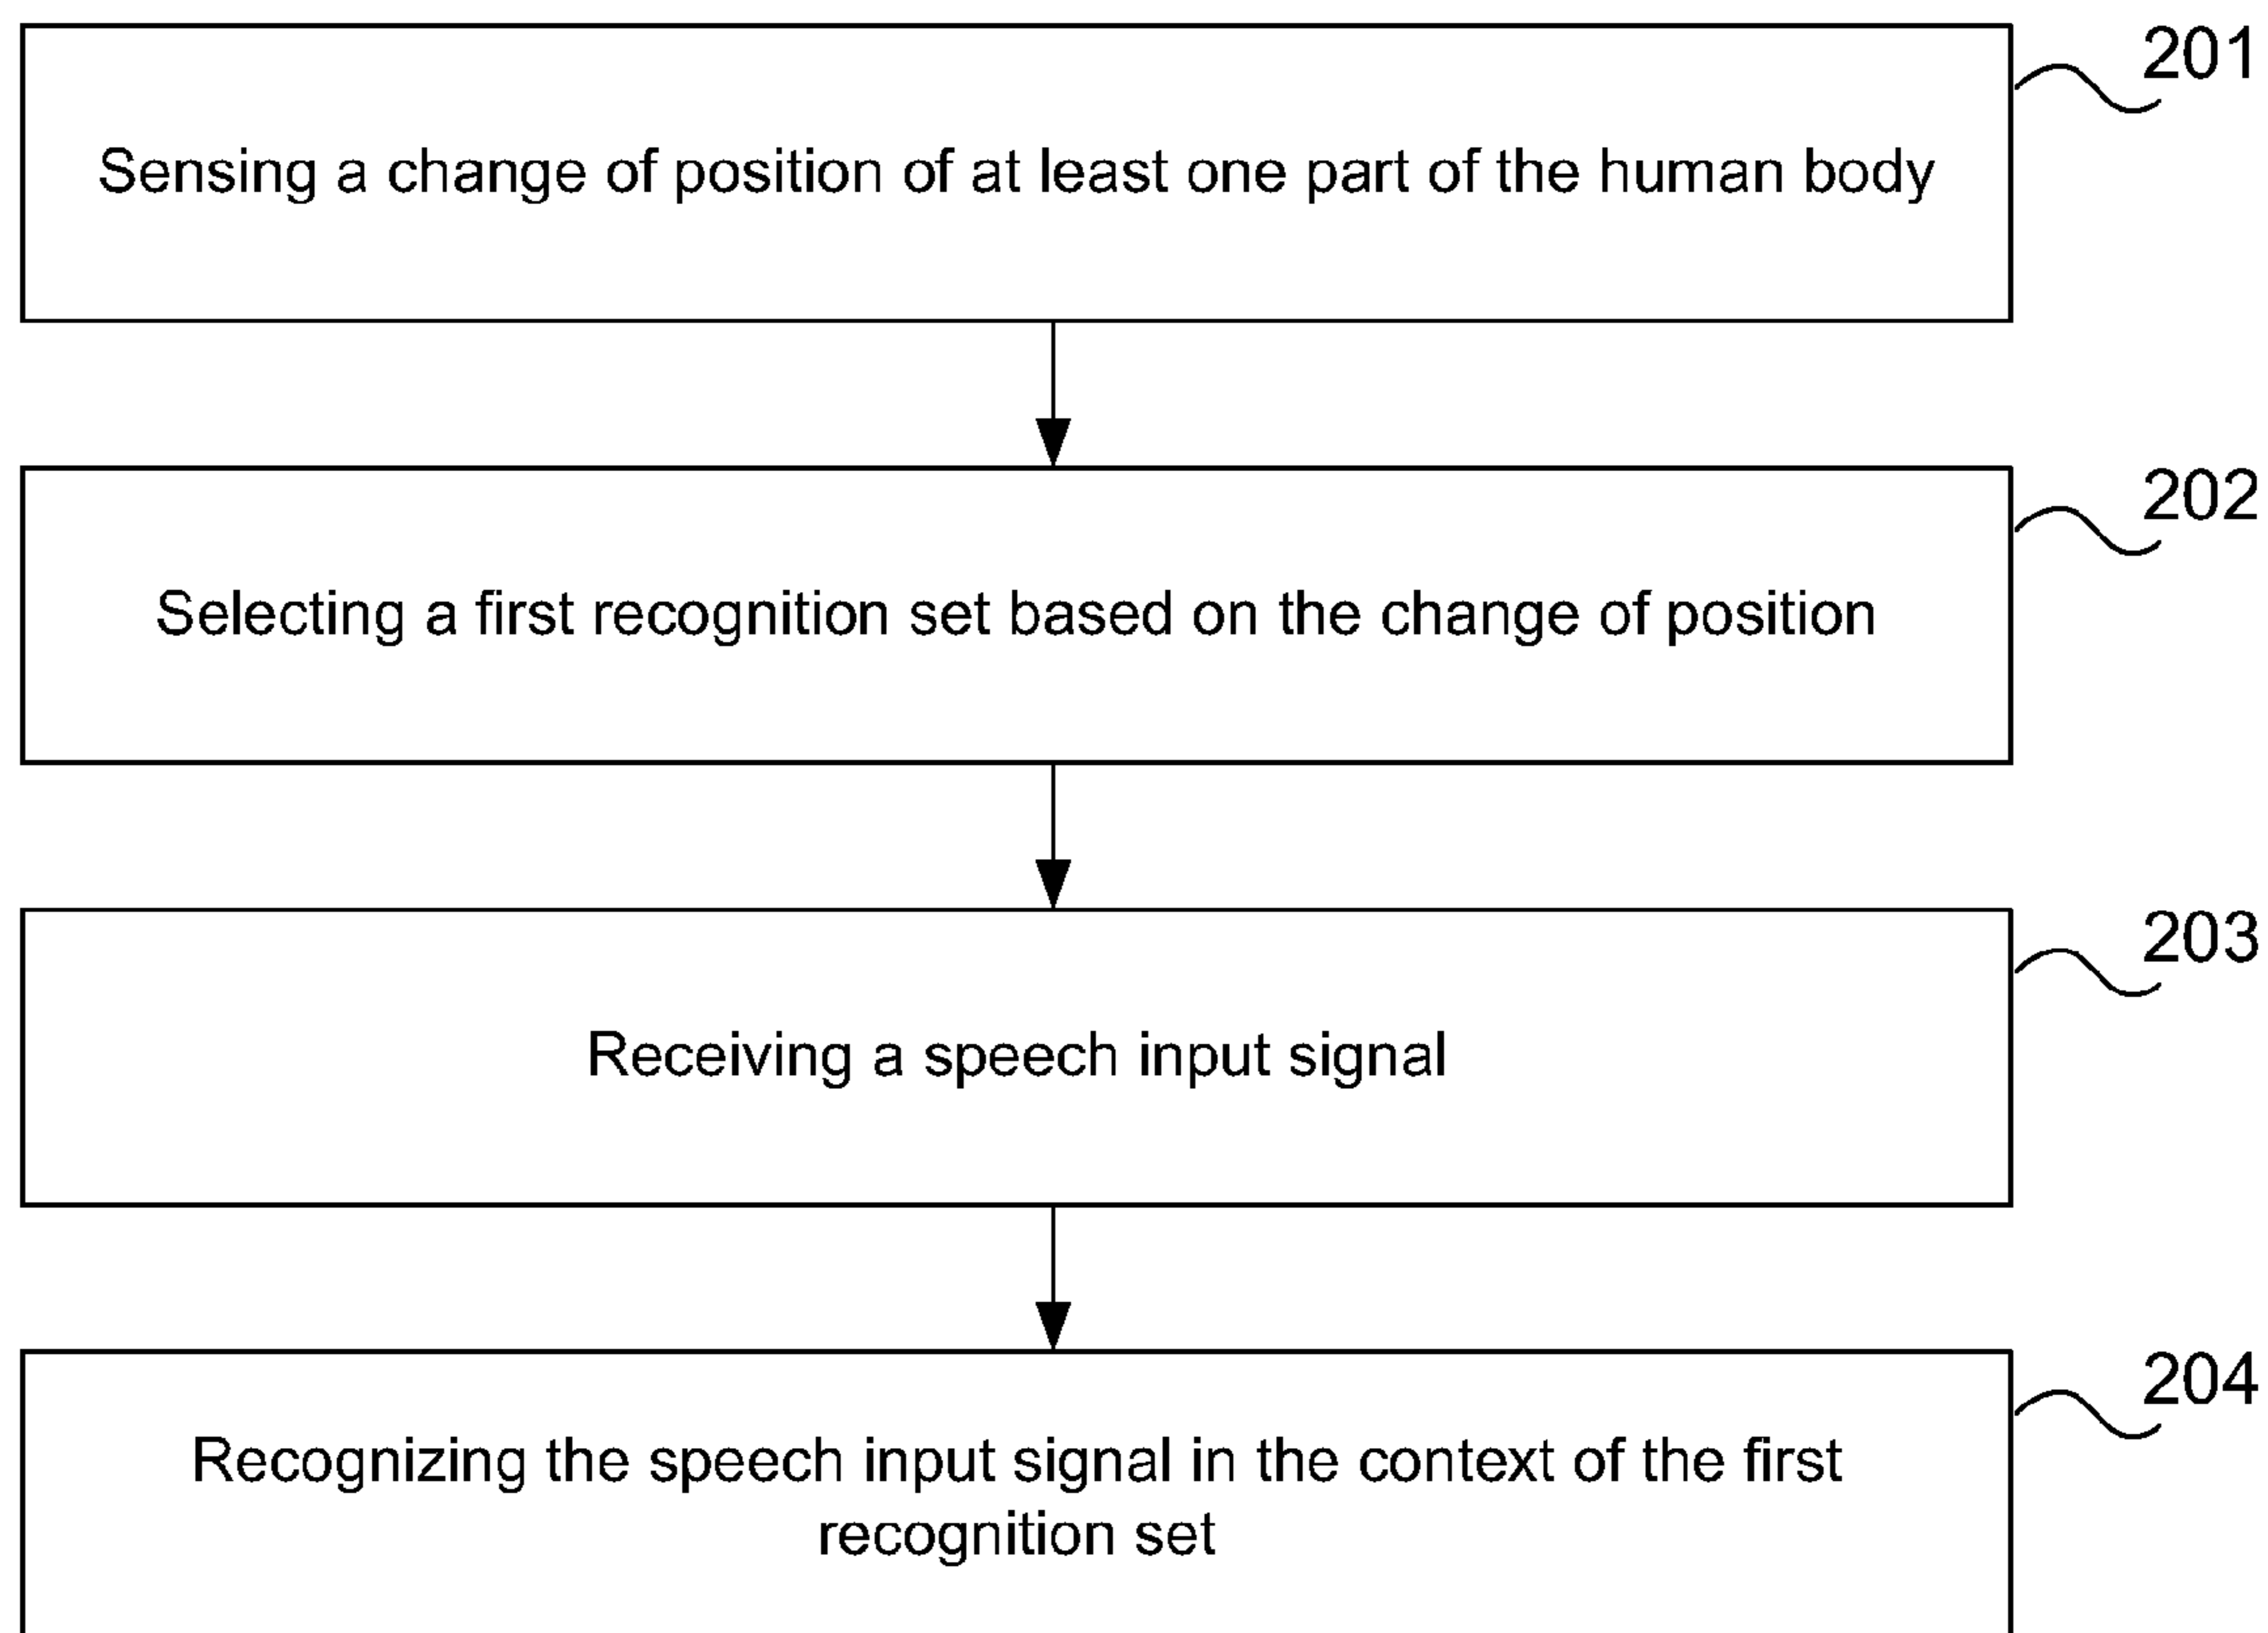 201
Sensing a change of position of at least one part of the human body
202
Selecting a first recognition set based on the change of position
203
Receiving a speech input signal
204
Recognizing the speech input signal in the context of the first
recognition set